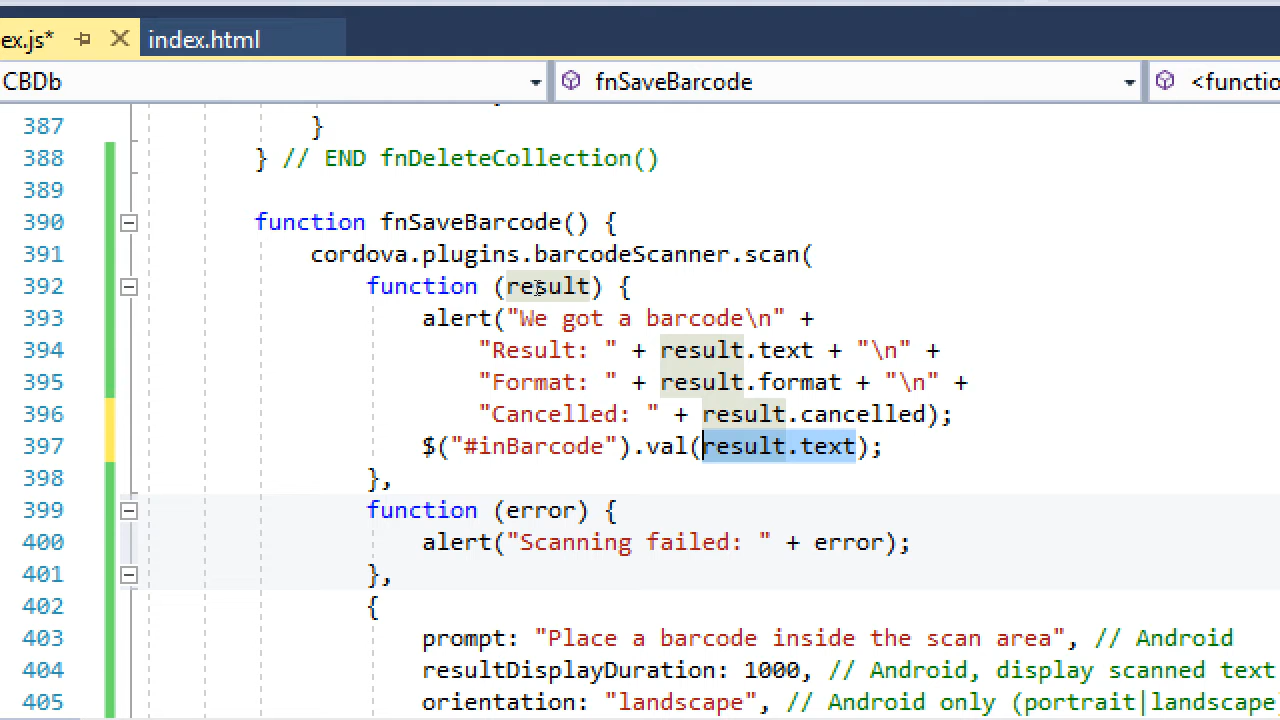 ex.js* index.html
CBDb fnSaveBarcode <functio
387 }
388 } // END fnDeleteCollection()
389
390 function fnSaveBarcode() {
391 cordova.plugins.barcodeScanner.scan(
392 function (result) {
393 alert("We got a barcode\n" +
394 "Result: " + result.text + "\n" +
395 "Format: " + result.format + "\n" +
396 "Cancelled: " + result.cancelled);
397 $("#inBarcode").val(result.text);
398 },
399 function (error) {
400 alert("Scanning failed: " + error);
401 },
402 {
403 prompt: "Place a barcode inside the scan area", // Android
404 resultDisplayDuration: 1000, // Android, display scanned text
405 orientation: "landscape", // Android only (portrait|landscape